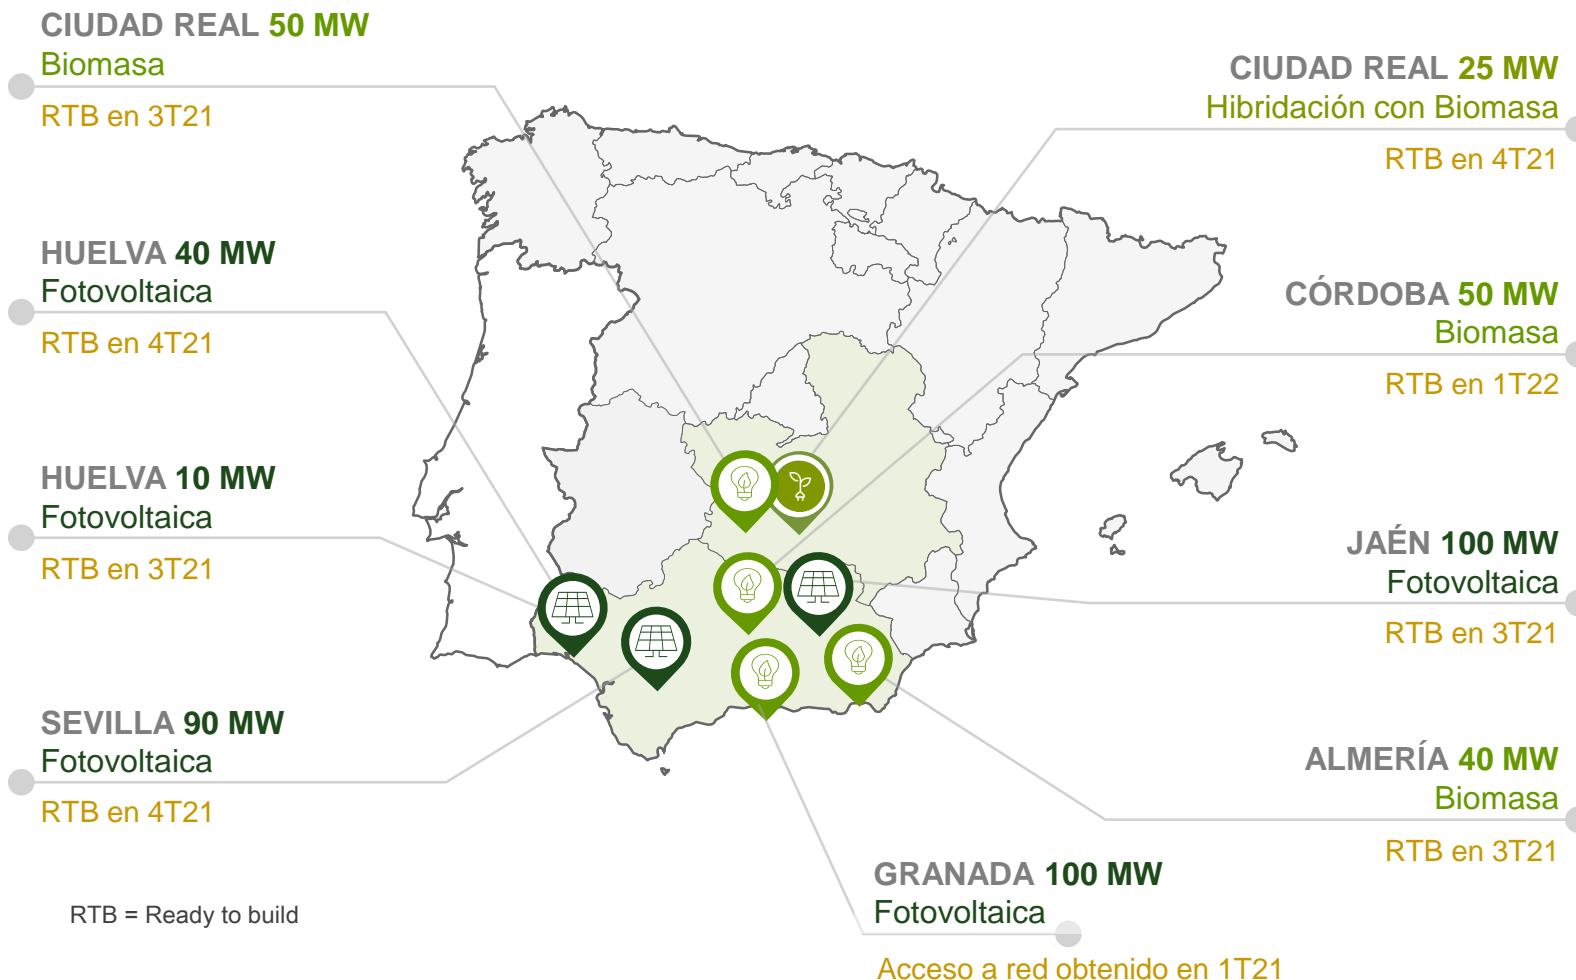 CIUDAD REAL 50 MW
Biomasa
RTB en 3T21
HUELVA 40 MW
Fotovoltaica
RTB en 4T21
HUELVA 10 MW
Fotovoltaica
RTB en 3T21
SEVILLA 90 MW
Fotovoltaica
RTB en 4T21
RTB = Ready to build
CIUDAD REAL 25 MW
Hibridación con Biomasa
RTB en 4T21
CÓRDOBA 50 MW
Biomasa
RTB en 1T22
JAÉN 100 MW
Fotovoltaica
RTB en 3T21
ALMERÍA 40 MW
Biomasa
RTB en 3T21
GRANADA 100 MW
Fotovoltaica
Acceso a red obtenido en 1T21